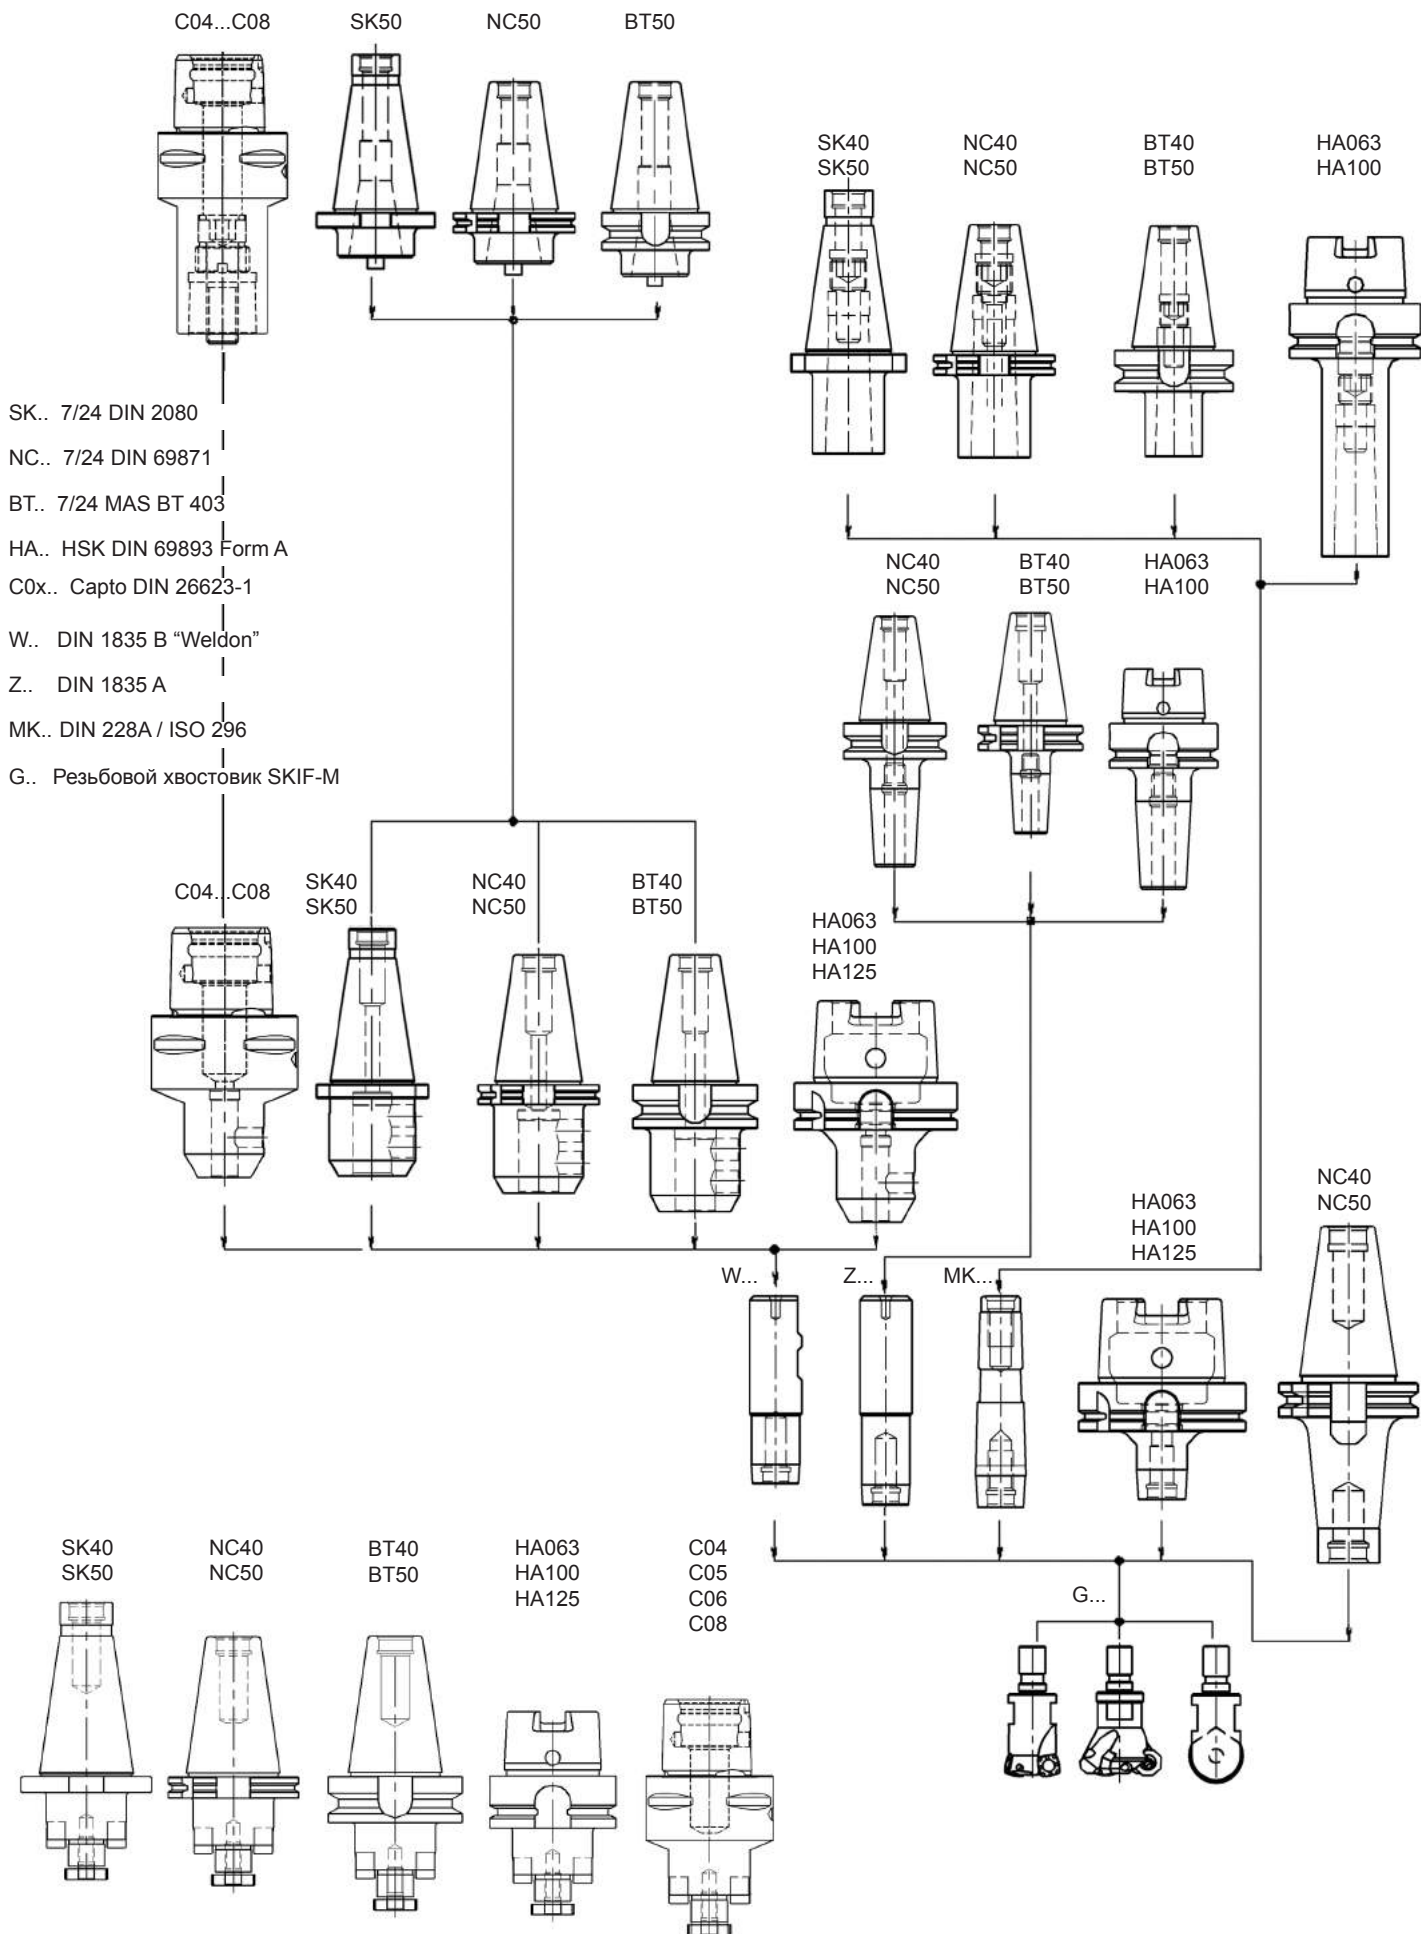 C04...C08
SK50
NC50
BT50
SK40
SK50
NC40
NC50
BT40
BT50
HA063
HA100
SK.. 7/24 DIN 2080
NC.. 7/24 DIN 69871
BT.. 7/24 MAS BT 403
HA.. HSK DIN 69893 Form A
C0x.. Capto DIN 26623-1
W.. DIN 1835 B “Weldon”
Z.. DIN 1835 A
MK.. DIN 228A / ISO 296
G.. Резьбовой хвостовик SKIF-M
NC40
NC50
BT40
BT50
HA063
HA100
C04...C08
SK40
SK50
NC40
NC50
BT40
BT50
HA063
HA100
HA125
W...
Z...
MK...
HA063
HA100
HA125
NC40
NC50
G...
SK40
SK50
NC40
NC50
BT40
BT50
HA063
HA100
HA125
C04
C05
C06
C08